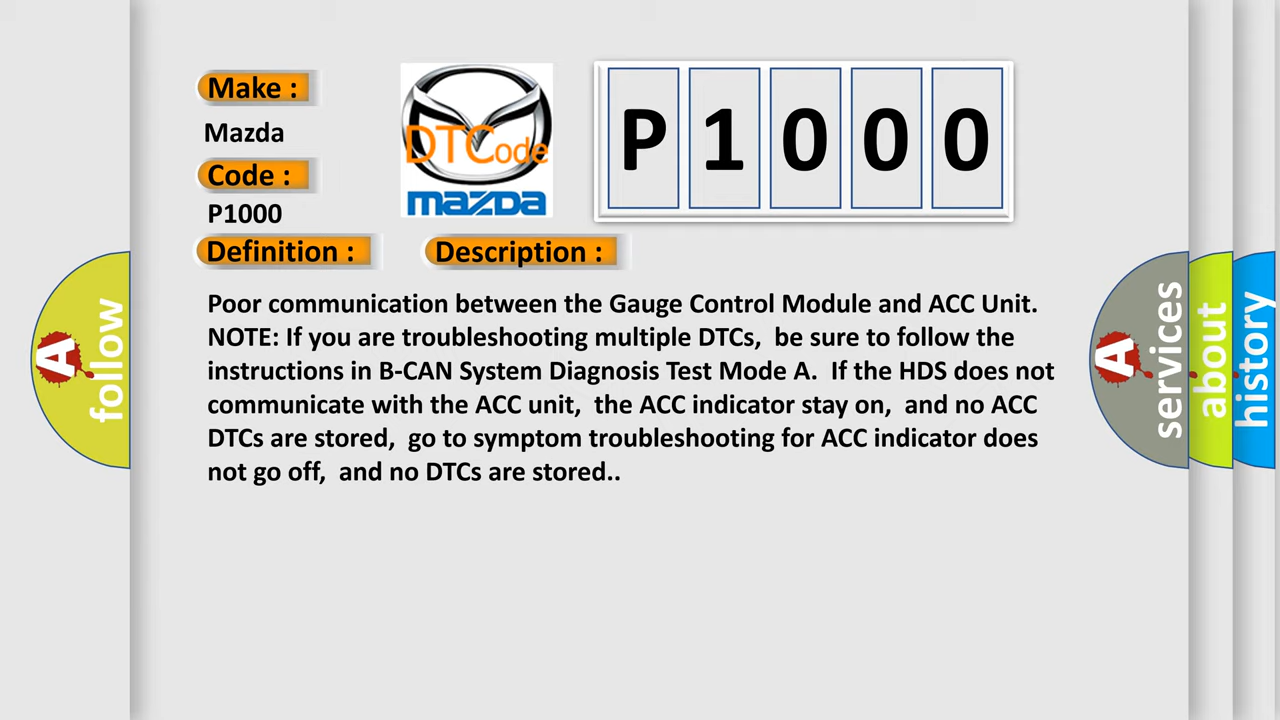 Make :
Mazda
Code :
P1000
Definition :
Description :
DTCode
mazda
P1000
Poor communication between the Gauge Control Module and ACC Unit.
NOTE: If you are troubleshooting multiple DTCs, be sure to follow the
instructions in B-CAN System Diagnosis Test Mode A. If the HDS does not
communicate with the ACC unit, the ACC indicator stay on, and no ACC
DTCs are stored, go to symptom troubleshooting for ACC indicator does
not go off, and no DTCs are stored..
A follow
A services
about
history